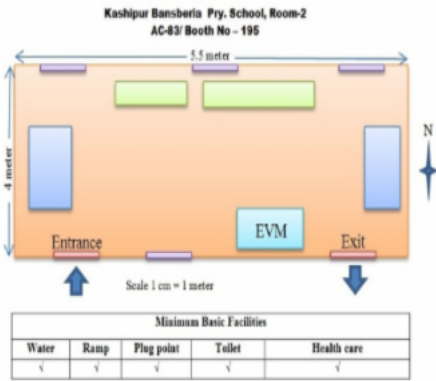 Kashipur Bansberia Pry. School, Room-2
AC-83/ Booth No – 195
5.5 meter
4 meter
N
EVM
Entrance
Exit
Scale 1 cm = 1 meter
Minimum Basic Facilities
Water Ramp Plug point Toilet Health care
√ √ √ √ √